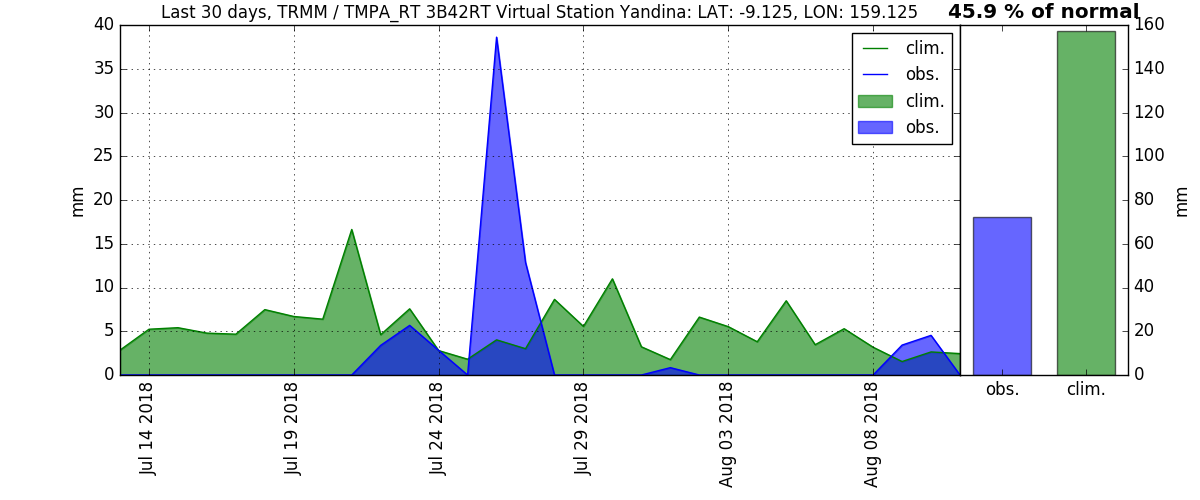 Last 30 days, TRMM / TMPA_RT 3B42RT Virtual Station Yandina: LAT: -9.125, LON: 159.125
45.9 % of normal
40
35
30
25
20
15
10
5
0
mm
clim.
obs.
clim.
obs.
Jul 14 2018
Jul 19 2018
Jul 24 2018
Jul 29 2018
Aug 03 2018
Aug 08 2018
160
140
120
100
80
60
40
20
0
mm
obs.
clim.